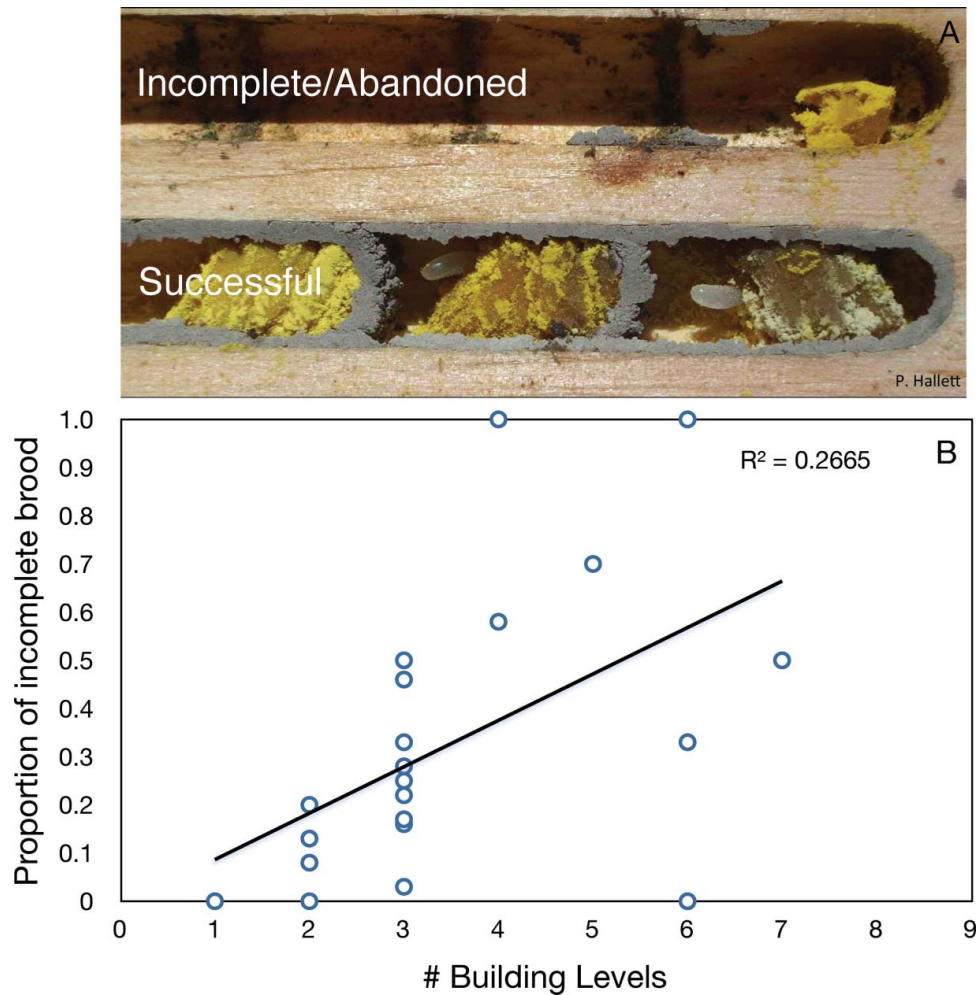 A
Incomplete/Abandoned
Successful
P. Hallett
B
R² = 0.2665
Proportion of incomplete brood
1.0
0.9
0.8
0.7
0.6
0.5
0.4
0.3
0.2
0.1
0
0 1 2 3 4 5 6 7 8 9
# Building Levels